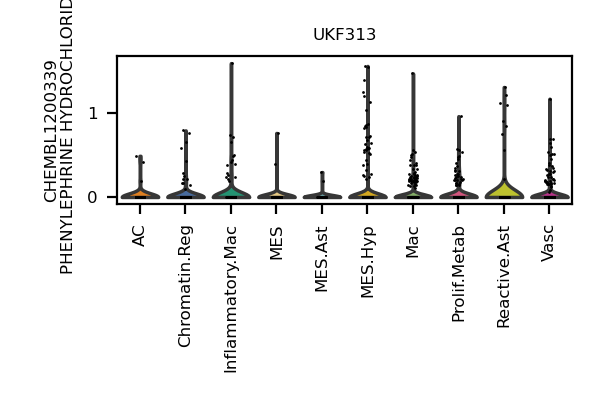 UKF313
CHEMBL1200339
PHENYLEPHRINE HYDROCHLORID
1
0
AC
Chromatin.Reg
Inflammatory.Mac
MES
MES.Ast
MES.Hyp
Mac
Prolif.Metab
Reactive.Ast
Vasc